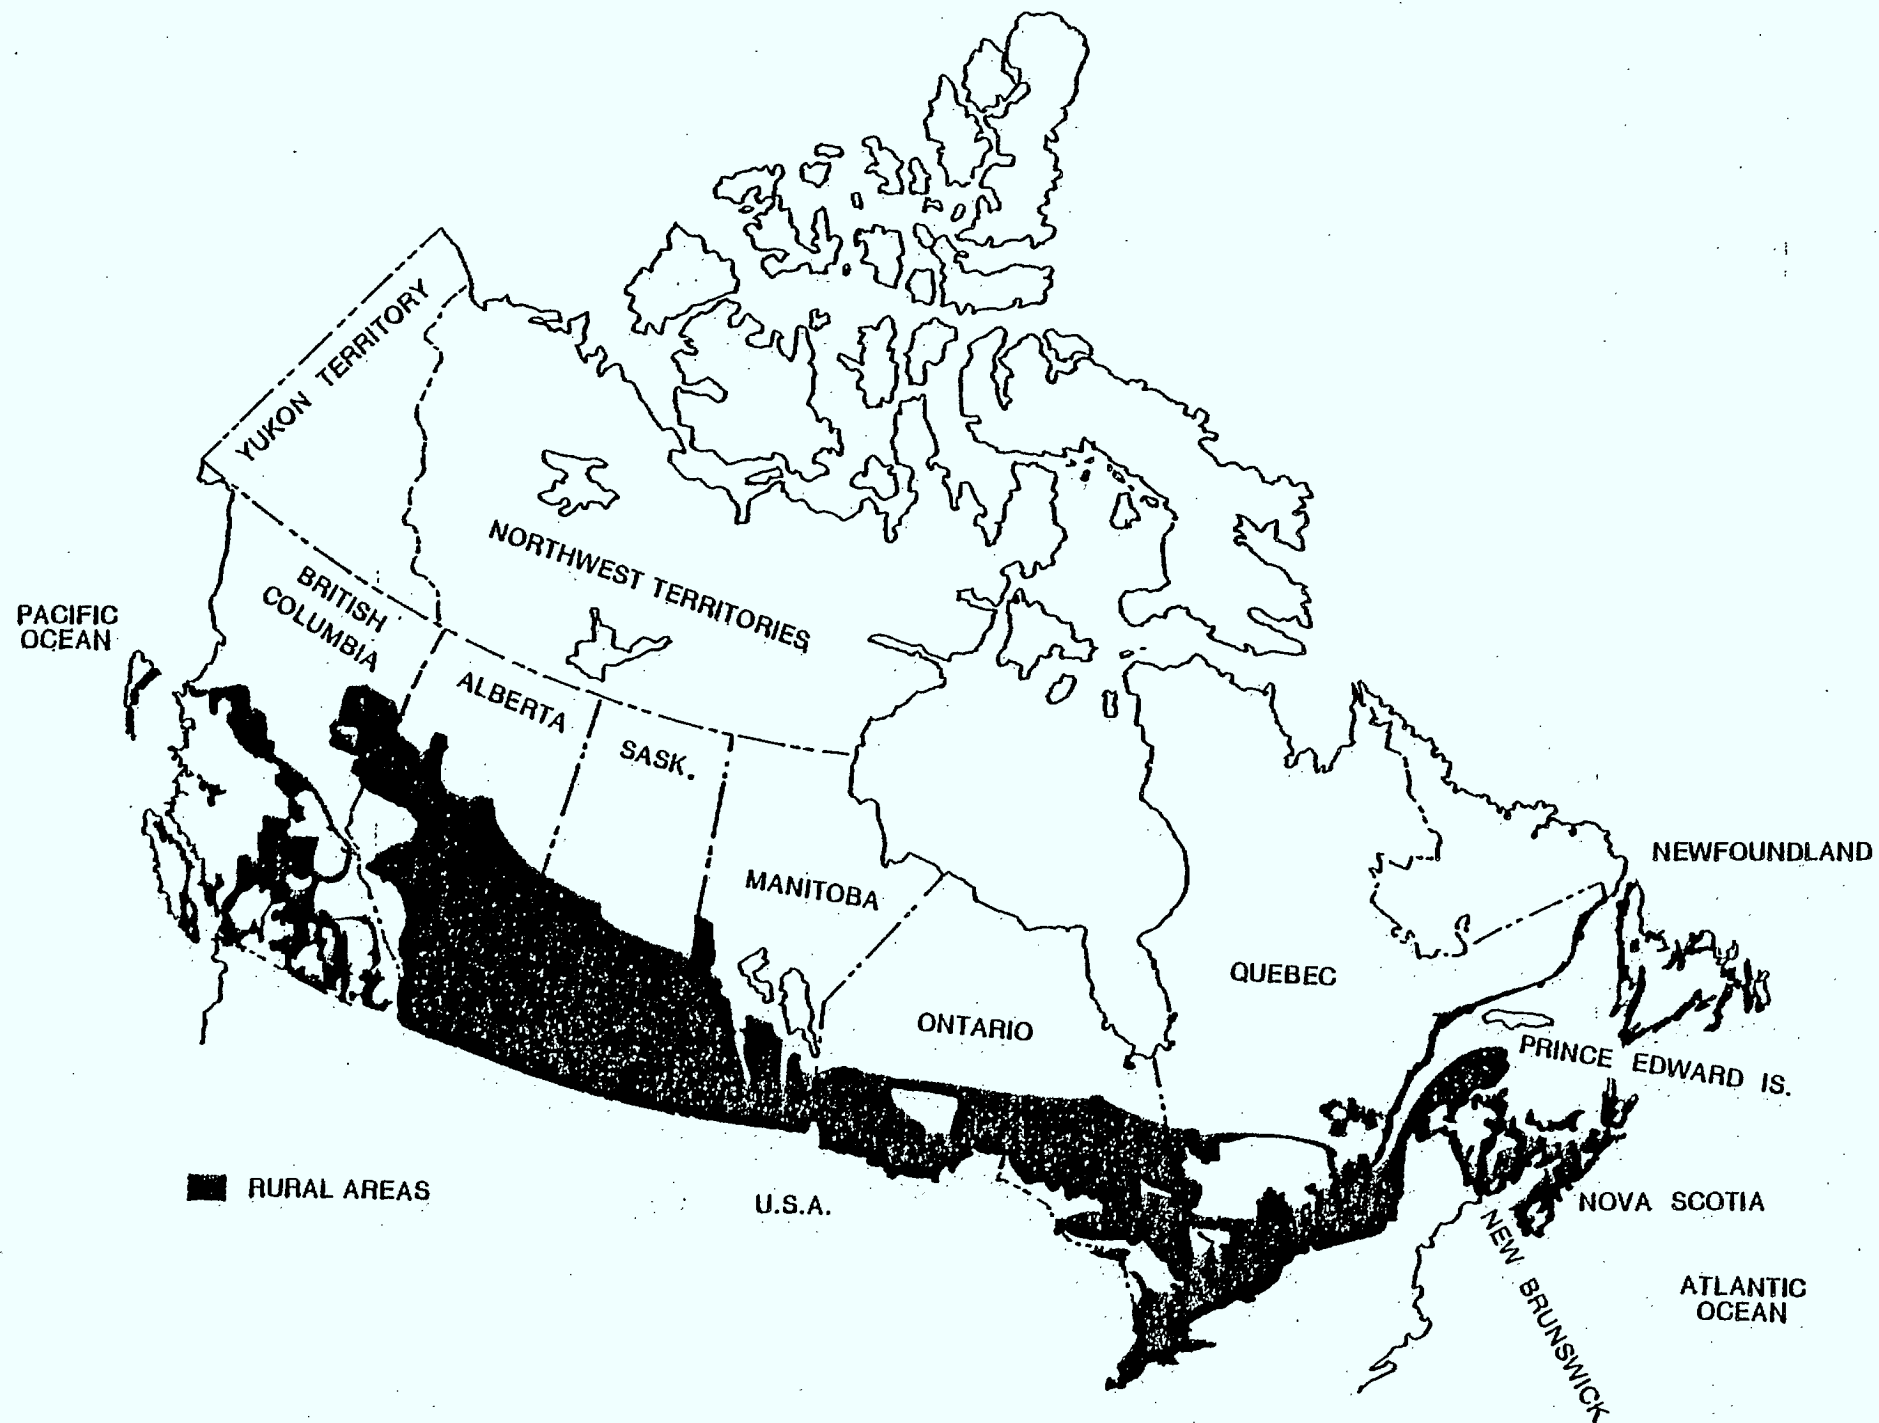 YUKON TERRITORY
NORTHWEST TERRITORIES
BRITISH
COLUMBIA
PACIFIC
OCEAN
ALBERTA
SASK.
MANITOBA
NEWFOUNDLAND
QUEBEC
ONTARIO
PRINCE EDWARD IS.
RURAL AREAS
U.S.A.
NOVA SCOTIA
NEW BRUNSWICK
ATLANTIC
OCEAN